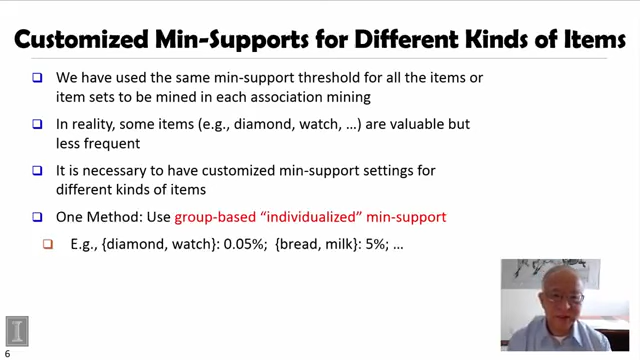 Customized Min-Supports for Different Kinds of Items
We have used the same min-support threshold for all the items or
item sets to be mined in each association mining
In reality, some items (e.g., diamond, watch, …) are valuable but
less frequent
It is necessary to have customized min-support settings for
different kinds of items
One Method: Use group-based “individualized” min-support
E.g., {diamond, watch}: 0.05%; {bread, milk}: 5%; …
I
6